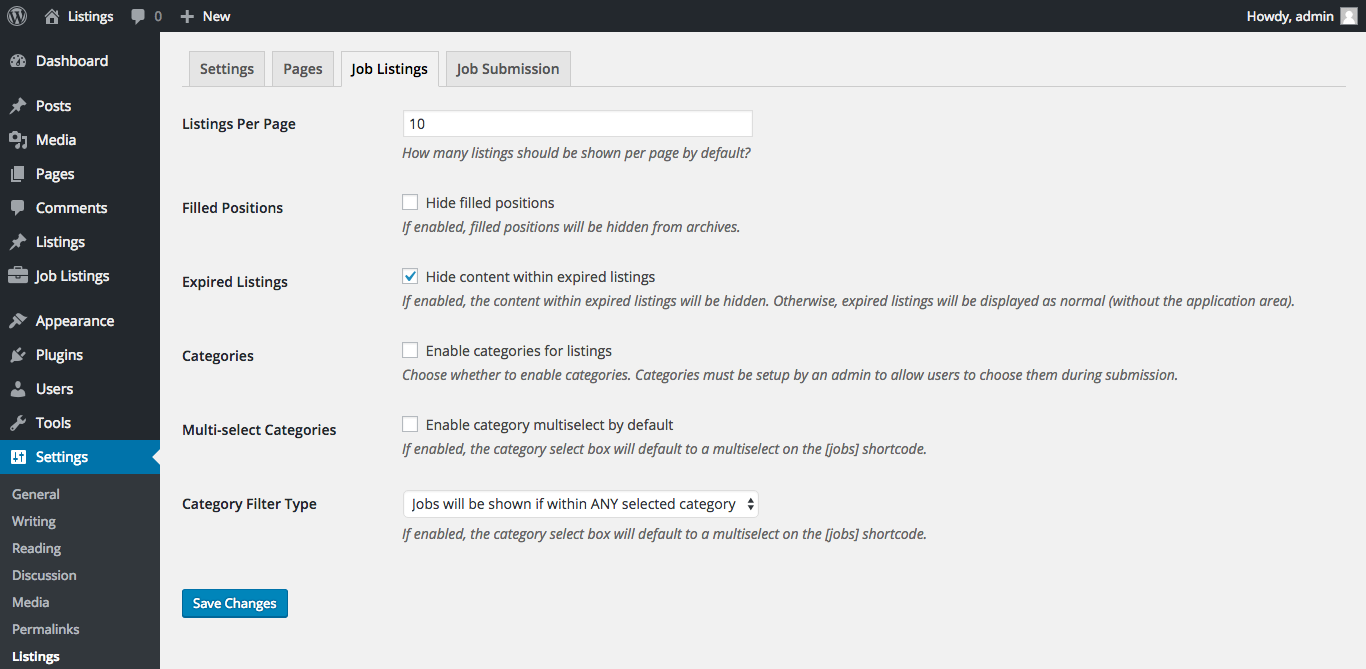 Listings 0 New Howdy, admin
Dashboard
Posts
Media
Pages
Comments
Listings
Job Listings
Appearance
Plugins
Users
Tools
Settings
General
Writing
Reading
Discussion
Media
Permalinks
Listings
Settings Pages Job Listings Job Submission
Listings Per Page 10
How many listings should be shown per page by default?
Filled Positions Hide filled positions
If enabled, filled positions will be hidden from archives.
Expired Listings Hide content within expired listings
If enabled, the content within expired listings will be hidden. Otherwise, expired listings will be displayed as normal (without the application area).
Categories Enable categories for listings
Choose whether to enable categories. Categories must be setup by an admin to allow users to choose them during submission.
Multi-select Categories Enable category multiselect by default
If enabled, the category select box will default to a multiselect on the [jobs] shortcode.
Category Filter Type Jobs will be shown if within ANY selected category
If enabled, the category select box will default to a multiselect on the [jobs] shortcode.
Save Changes